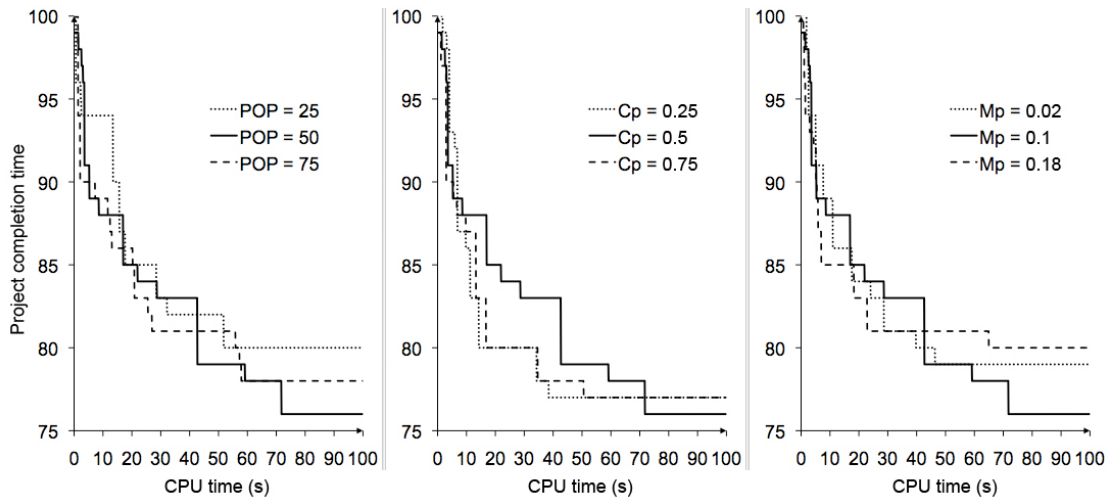 Project completion time
100
95
90
85
80
75
POP = 25
POP = 50
POP = 75
0 10 20 30 40 50 60 70 80 90 100
CPU time (s)
100
95
90
85
80
75
Cp = 0.25
Cp = 0.5
Cp = 0.75
0 10 20 30 40 50 60 70 80 90 100
CPU time (s)
100
95
90
85
80
75
Mp = 0.02
Mp = 0.1
Mp = 0.18
0 10 20 30 40 50 60 70 80 90 100
CPU time (s)